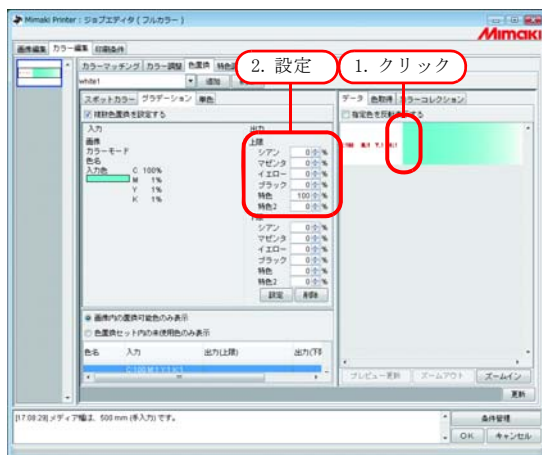 Mimaki Printer : ジョブエディタ ( フルカラー )
Mimaki
画像編集 カラー編集 印刷条件
カラーマッチング カラー調整 色置換
2. 設定
1. クリック
white1
追加
スポットカラー グラデーション 単色
データ 色取得 カラーコレクション
複数色置換を設定する
指定色を反転
する
入力
出力
画像
上限
カラーモード
シアン 0 %
色名
マゼンタ 0 %
入力色 C 100%
イエロー 0 %
M 1%
ブラック 0 %
Y 1%
特色 100 %
K 1%
特色2 0 %
シアン 0 %
マゼンタ 0 %
イエロー 0 %
ブラック 0 %
特色 0 %
特色2 0 %
設定 削除
画像内の置換可能色のみ表示
色置換セット内の未使用色のみ表示
色名 入力 出力(上限) 出力(下
C:100 M:1 Y:1 K:1
プレビュー更新 ズームアウト ズームイン
更新
[17:08:29] メディア幅は、500 mm (手入力) です。
条件管理
OK キャンセル